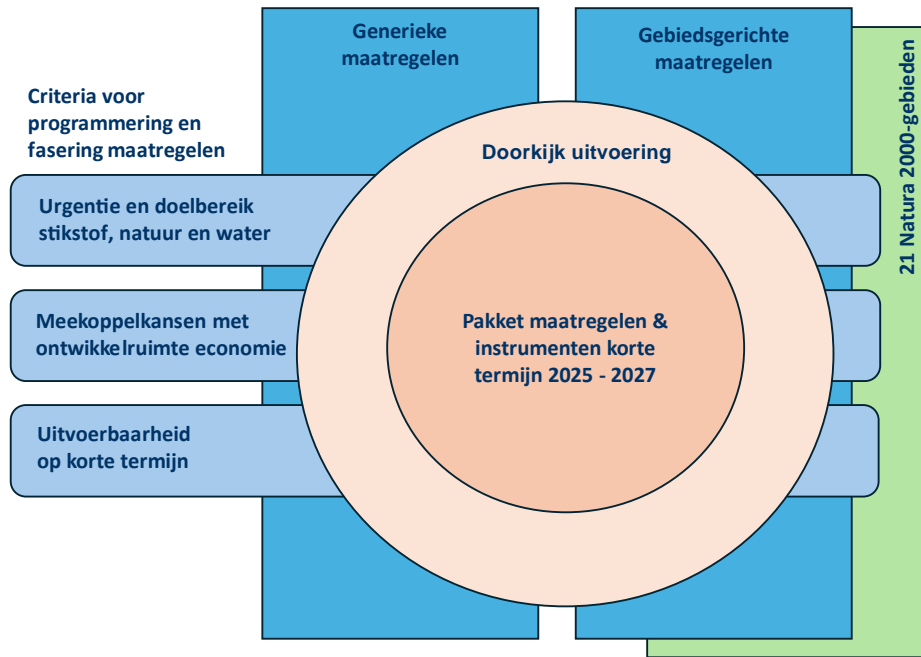 Generieke
maatregelen
Gebiedsgerichte
maatregelen
21 Natura 2000-gebieden
Criteria voor
programmering en
fasering maatregelen
Doorkijk uitvoering
Urgentie en doelbereik
stikstof, natuur en water
Meekoppelkansen met
ontwikkelruimte economie
Pakket maatregelen &
instrumenten korte
termijn 2025 - 2027
Uitvoerbaarheid
op korte termijn